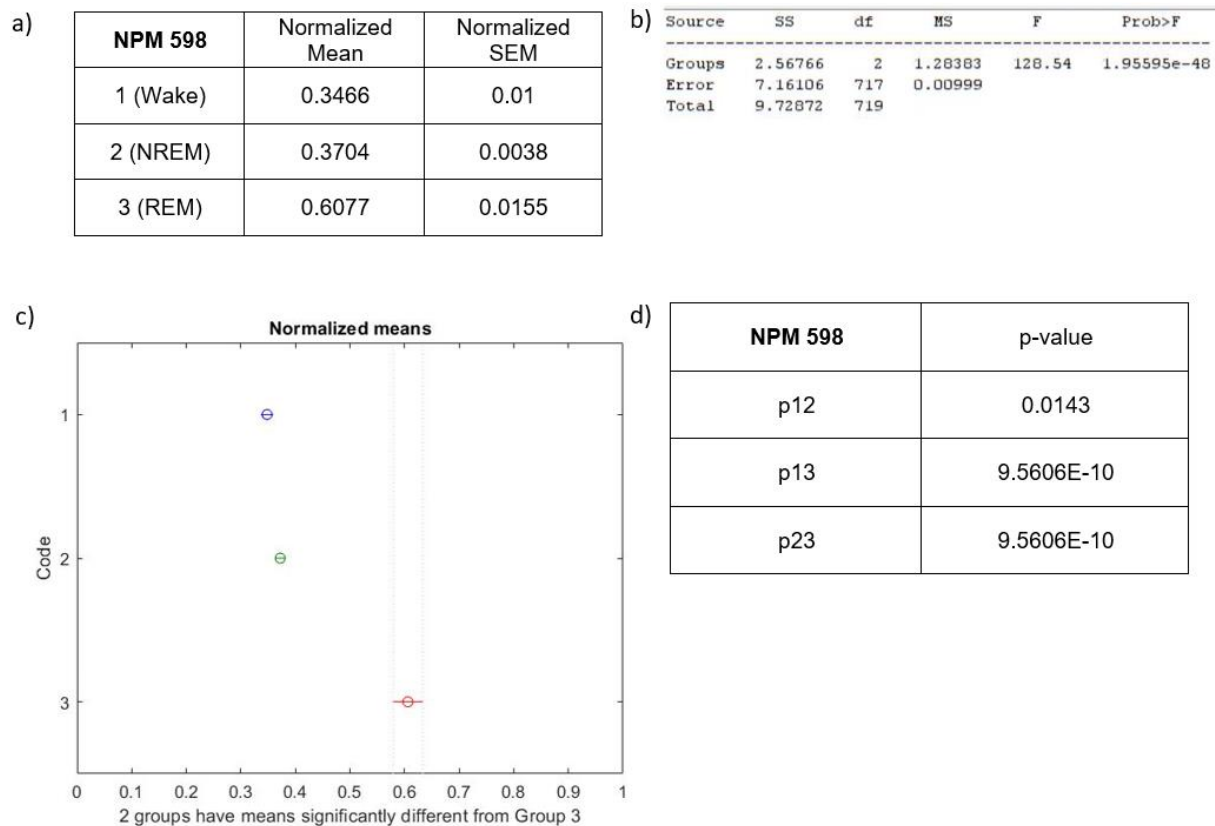 a)
NPM 598 Normalized Mean Normalized SEM
1 (Wake) 0.3466 0.01
2 (NREM) 0.3704 0.0038
3 (REM) 0.6077 0.0155
b)
Source SS df MS F Prob>F
Groups 2.56766 2 1.28383 128.54 1.95595e-48
Error 7.16106 717 0.00999
Total 9.72872 719
c)
Normalized means
Code
1
2
3
0 0.1 0.2 0.3 0.4 0.5 0.6 0.7 0.8 0.9 1
2 groups have means significantly different from Group 3
d)
NPM 598 p-value
p12 0.0143
p13 9.5606E-10
p23 9.5606E-10